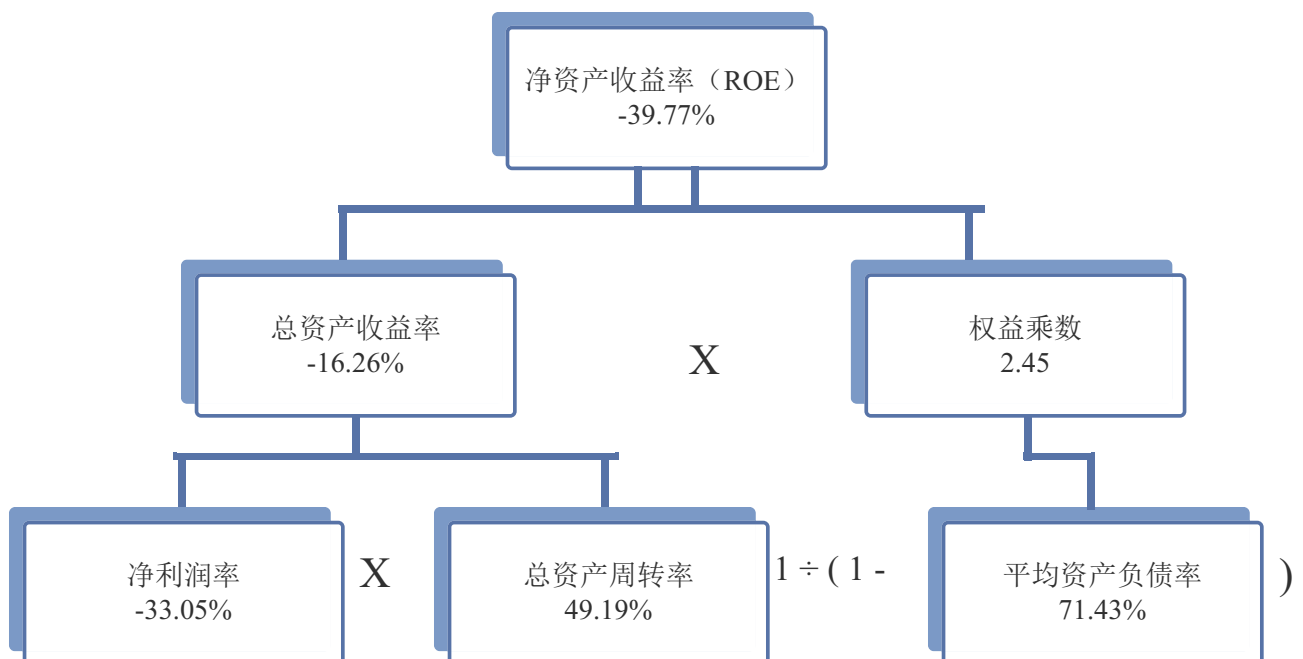 净资产收益率（ROE）
-39.77%
总资产收益率
-16.26%
X
权益乘数
2.45
净利润率
-33.05%
X
总资产周转率
49.19%
1 ÷ ( 1 -
平均资产负债率
71.43%
)